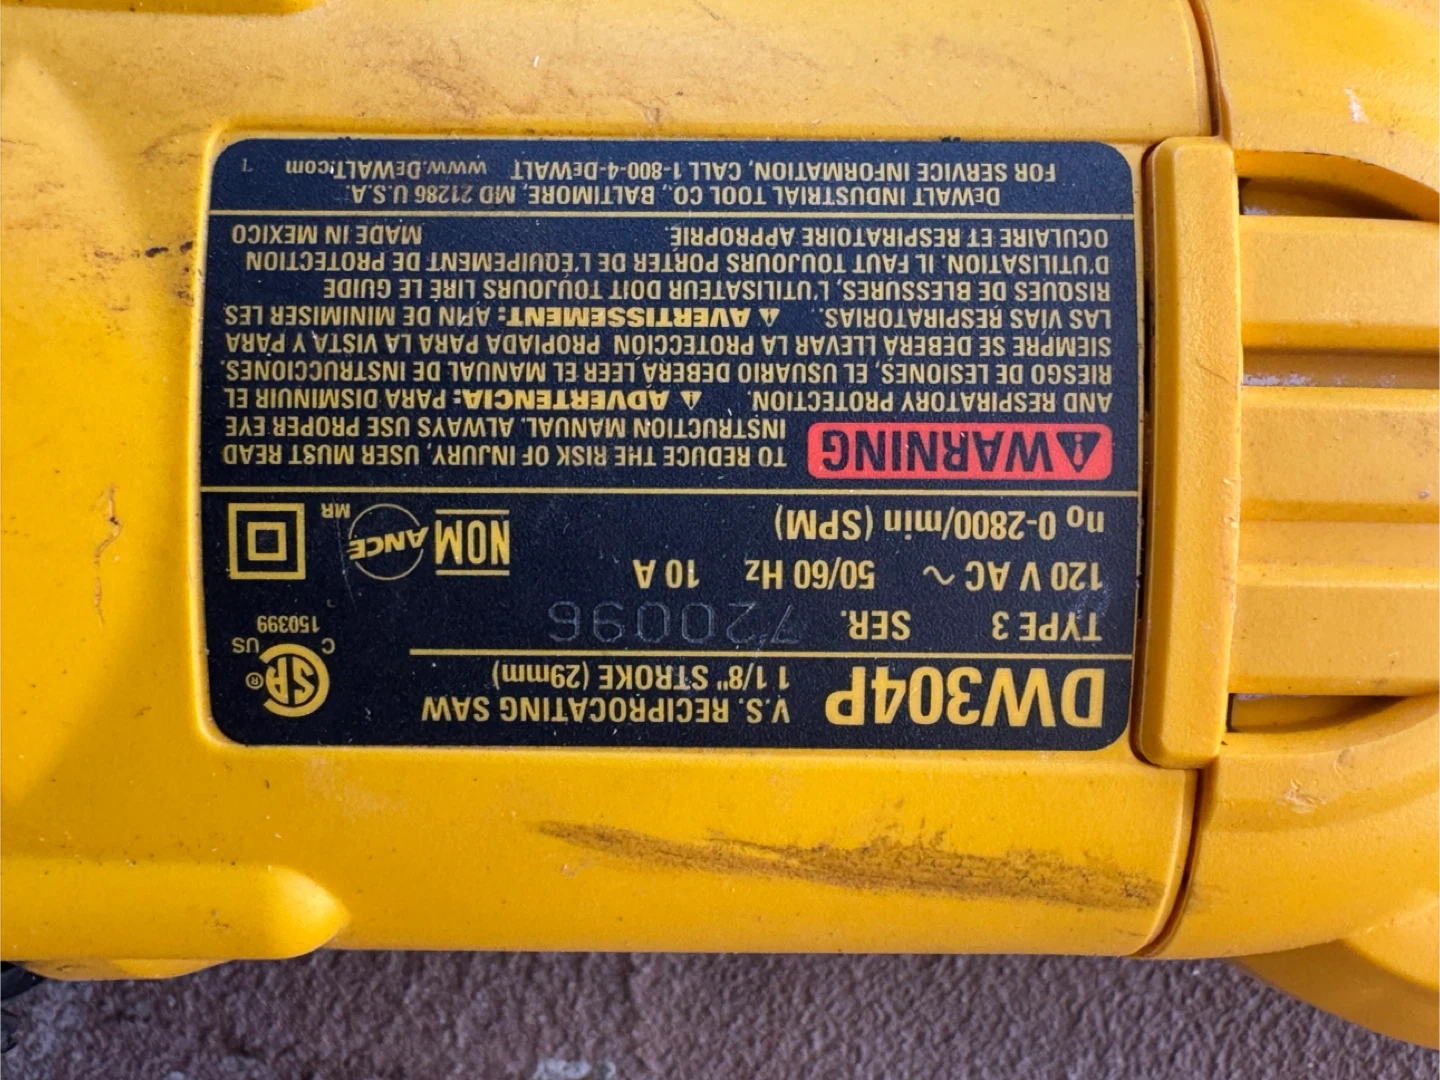 DW304P
V.S. RECIPROCATING SAW
1 1/8" STROKE (29mm)
TYPE 3 SER. 720096
120 V AC ~ 50/60 Hz 10 A
no 0-2800/min (SPM)
SA ®
C US
150399
NOM
ANCE
MR
⚠WARNING TO REDUCE THE RISK OF INJURY, USER MUST READ
INSTRUCTION MANUAL. ALWAYS USE PROPER EYE
AND RESPIRATORY PROTECTION. ⚠ ADVERTENCIA: PARA DISMINUIR EL
RIESGO DE LESIONES, EL USUARIO DEBERÁ LEER EL MANUAL DE INSTRUCCIONES.
SIEMPRE SE DEBERÁ LLEVAR LA PROTECCIÓN PROPIADA PARA LA VISTA Y PARA
LAS VIAS RESPIRATORIAS. ⚠ AVERTISSEMENT: AFIN DE MINIMISER LES
RISQUES DE BLESSURES, L'UTILISATEUR DOIT TOUJOURS LIRE LE GUIDE
D'UTILISATION. IL FAUT TOUJOURS PORTER DE L'ÉQUIPEMENT DE PROTECTION
OCULAIRE ET RESPIRATOIRE APPROPRIÉ. MADE IN MEXICO
DEWALT INDUSTRIAL TOOL CO., BALTIMORE, MD 21286 U.S.A.
FOR SERVICE INFORMATION, CALL 1-800-4-DEWALT www.DEWALT.com